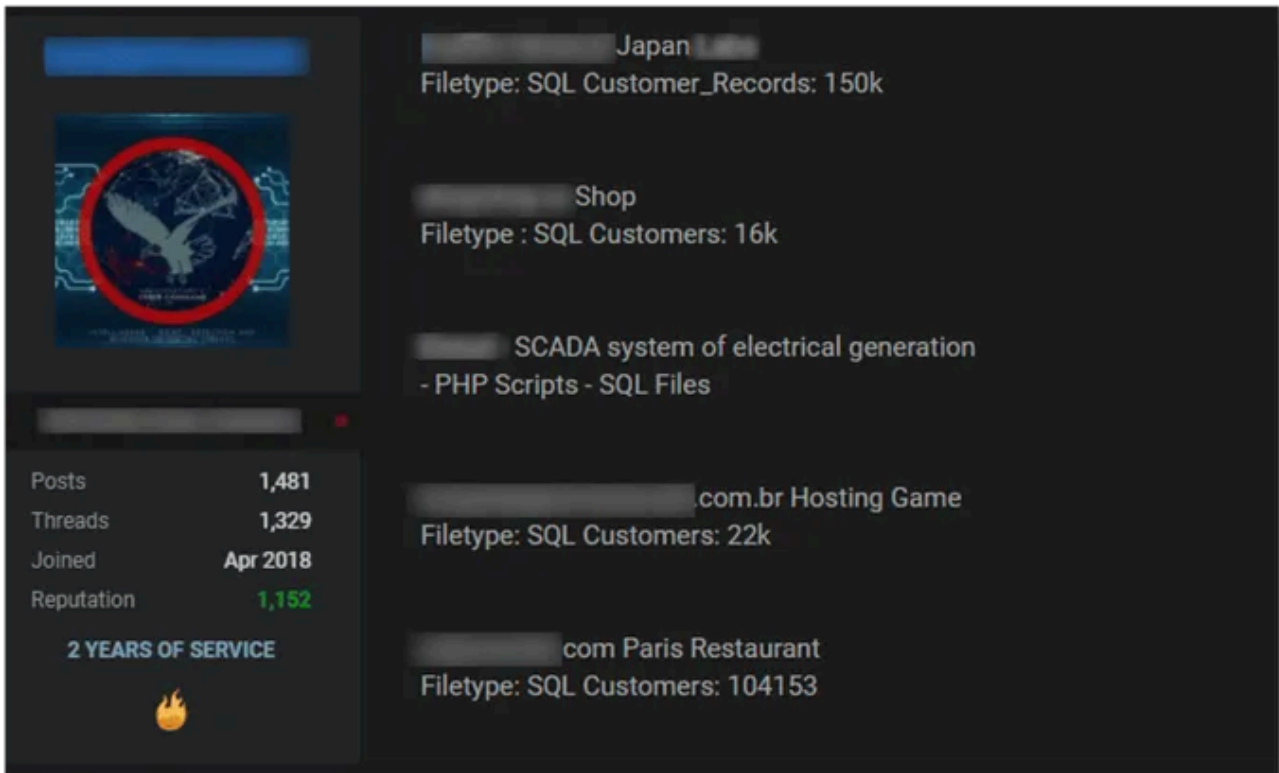 Japan
Filetype: SQL Customer_Records: 150k
Shop
Filetype : SQL Customers: 16k
SCADA system of electrical generation
- PHP Scripts - SQL Files
.com.br Hosting Game
Filetype: SQL Customers: 22k
com Paris Restaurant
Filetype: SQL Customers: 104153
CYBER COMMAND
Posts 1,481
Threads 1,329
Joined Apr 2018
Reputation 1,152
2 YEARS OF SERVICE